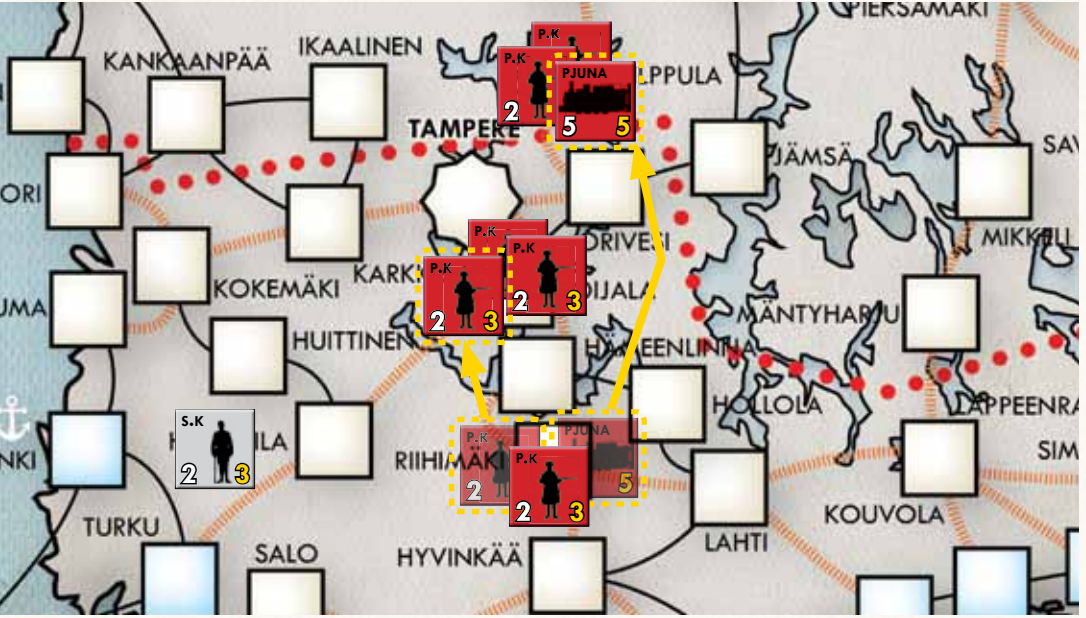 PIEKSÄMÄKI
KANKAANPÄÄ
IKAALINEN
P.K
P.K
2
PJUNA
5 5
LPPULA
TAMPERE
JÄMSÄ
SAV
ORI
ORIVESI
MIKKELI
P.K
KARK
P.K
2 3
P.K
2 3
OIJALA
KOKEMÄKI
UMA
MÄNTYHARJU
HUITTINEN
HÄMEENLINNA
HOLLOLA
LAPPEENRA
S.K
2 3
H
ILA
P.K
2
PJUNA
5
P.K
2 3
RIIHIMÄKI
NKI
SIM
TURKU
KOUVOLA
LAHTI
SALO
HYVINKÄÄ